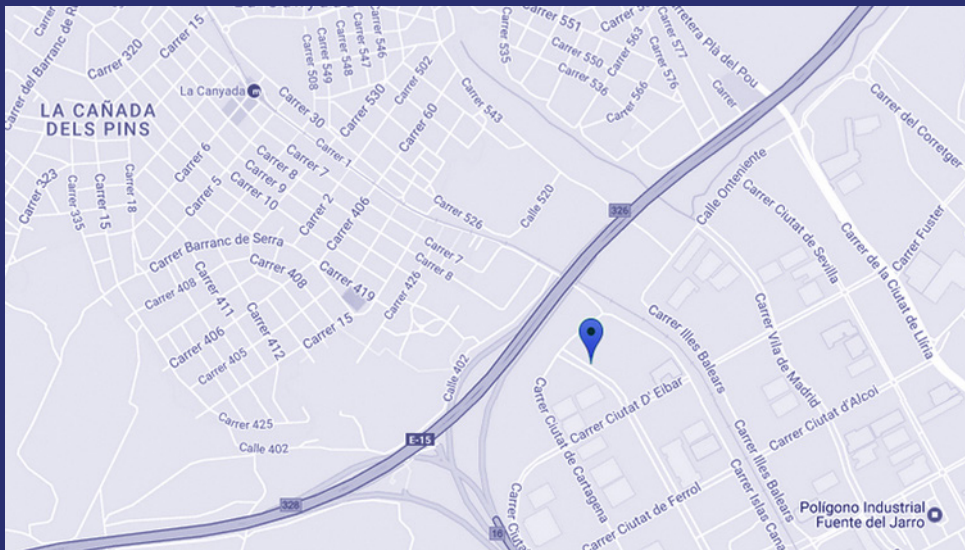 Carrer 320
Carrer 15
Carrer 508
Carrer 549
Carrer 548
Carrer 547
Carrer 546
Carrer 502
Carrer 535
Carrer 551
Carrer 550
Carrer 536
Carrer 563
Carrer 566
Carrer 576
Carrer 577
Carretera Plà del Pou
Carrer
La Canyada
LA CAÑADA
DELS PINS
Carrer 30
Carrer 530
Carrer 60
Carrer 543
Carrer 1
Carrer del Corretger
Carrer 6
Carrer 7
Carrer 8
Carrer 9
Carrer 10
Carrer 5
Carrer 2
Carrer 406
Carrer 18
Carrer 15
Carrer 335
Carrer 323
Carrer 526
Calle 520
326
Calle Onteniente
Carrer Ciutat de Sevilla
Carrer Fuster
Carrer de la Ciutat de Llíria
Carrer Barranc de Serra
Carrer 408
Carrer 408
Carrer 411
Carrer 412
Carrer 419
Carrer 426
Carrer 7
Carrer 8
Carrer 15
Carrer 406
Carrer 405
Carrer 425
Calle 402
Calle 402
Carrer Illes Balears
Carrer Vila de Madrid
Carrer Ciutat D' Eibar
Carrer Ciutat d'Alcoi
Carrer Ciutat de Cartagena
Carrer Illes Balears
Carrer Ciutat de Ferrol
Carrer Islas Cana
E-15
328
16
Carrer Ciut
Polígono Industrial
Fuente del Jarro